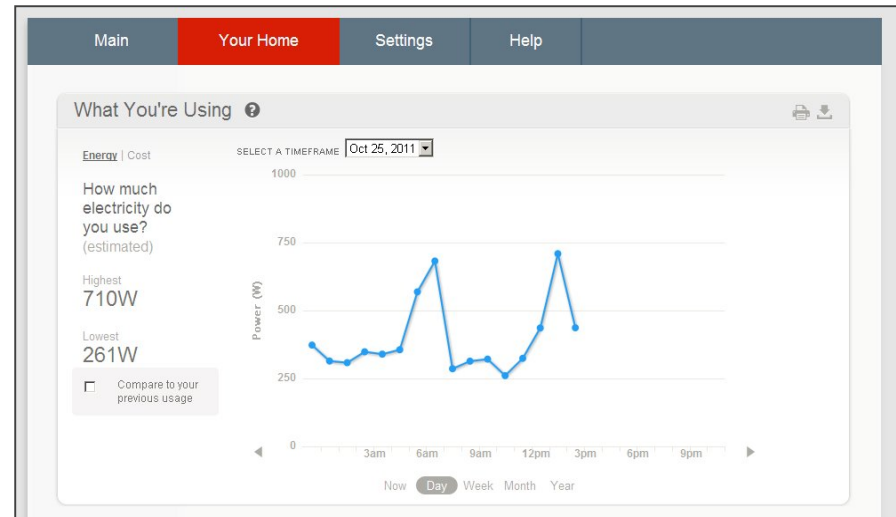 Main Your Home Settings Help
What You're Using ?
Energy | Cost
SELECT A TIMEFRAME Oct 25, 2011
How much
electricity do
you use?
(estimated)
Highest
710W
Lowest
261W
Compare to your
previous usage
Power (W)
1000
750
500
250
0
3am 6am 9am 12pm 3pm 6pm 9pm
Now Day Week Month Year